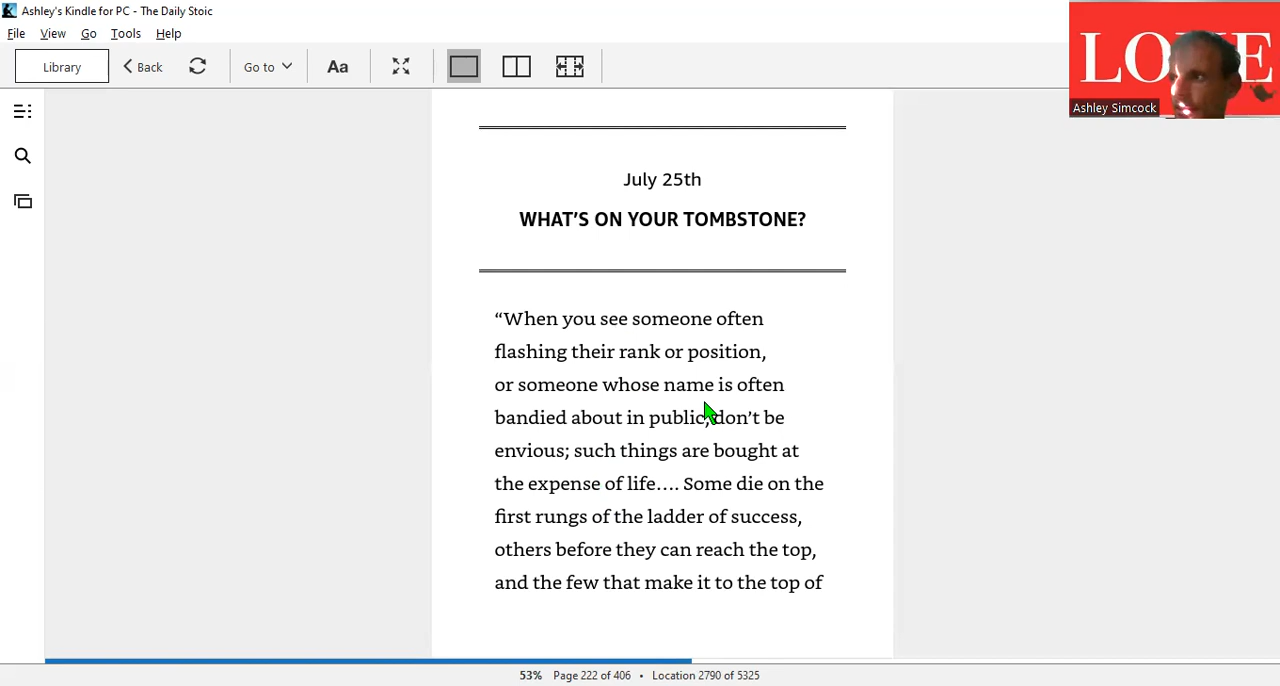 Ashley's Kindle for PC - The Daily Stoic
File View Go Tools Help
Library Back Go to Aa
LOVE
Ashley Simcock
July 25th
WHAT'S ON YOUR TOMBSTONE?
“When you see someone often
flashing their rank or position,
or someone whose name is often
bandied about in public, don’t be
envious; such things are bought at
the expense of life.... Some die on the
first rungs of the ladder of success,
others before they can reach the top,
and the few that make it to the top of
53% Page 222 of 406 • Location 2790 of 5325